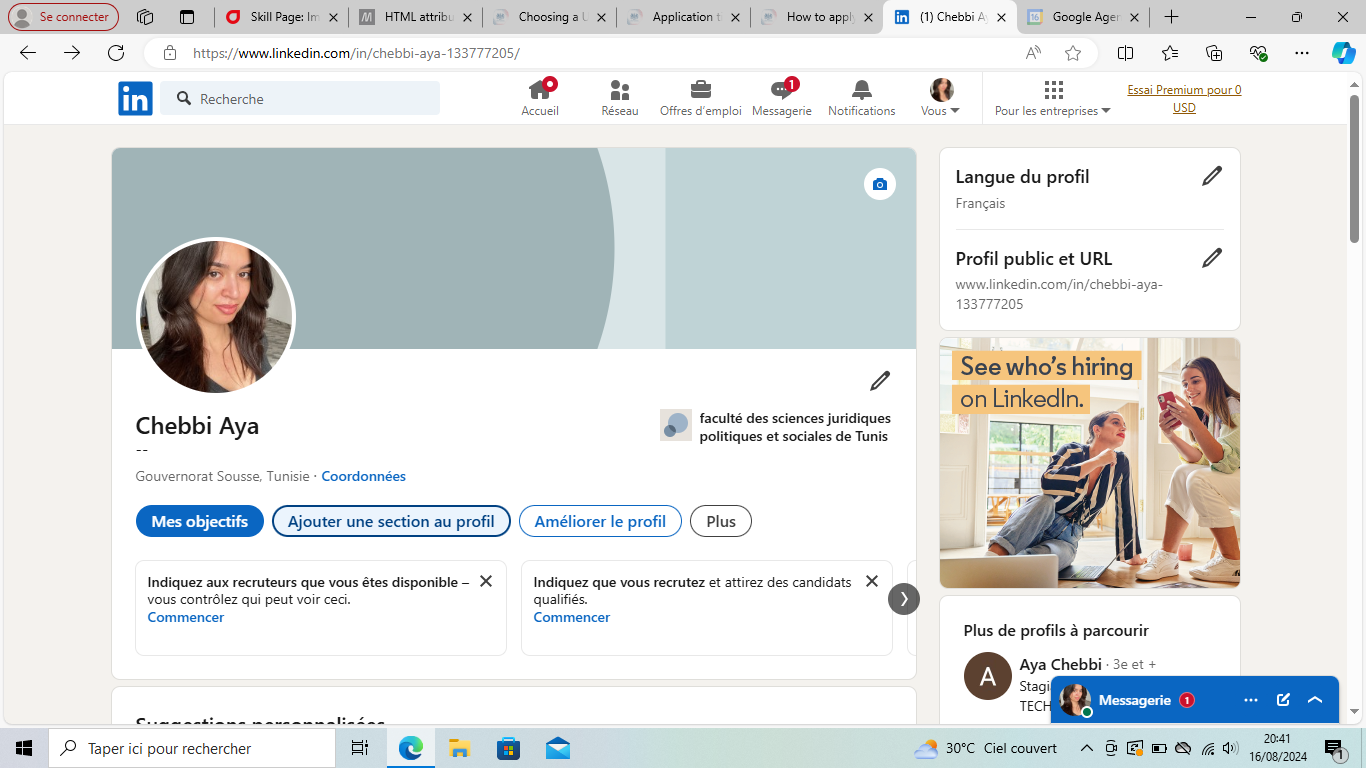 Se connecter
Skill Page: Im
HTML attribu
Choosing a U
Application t
How to apply
(1) Chebbi Ay
Google Agen
https://www.linkedin.com/in/chebbi-aya-133777205/
in
Recherche
Accueil
Réseau
Offres d'emploi
1
Messagerie
Notifications
Vous
Pour les entreprises
Essai Premium pour 0
USD
Langue du profil
Français
Profil public et URL
www.linkedin.com/in/chebbi-aya-
133777205
See who's hiring
on LinkedIn.
Chebbi Aya
--
faculté des sciences juridiques
politiques et sociales de Tunis
Gouvernorat Sousse, Tunisie · Coordonnées
Mes objectifs
Ajouter une section au profil
Améliorer le profil
Plus
Indiquez aux recruteurs que vous êtes disponible –
vous contrôlez qui peut voir ceci.
Commencer
Indiquez que vous recrutez et attirez des candidats
qualifiés.
Commencer
Plus de profils à parcourir
A
Aya Chebbi · 3e et +
Stagi
TECH
Messagerie 1
Suggestions personnalisées
Taper ici pour rechercher
30°C Ciel couvert
20:41
16/08/2024
1